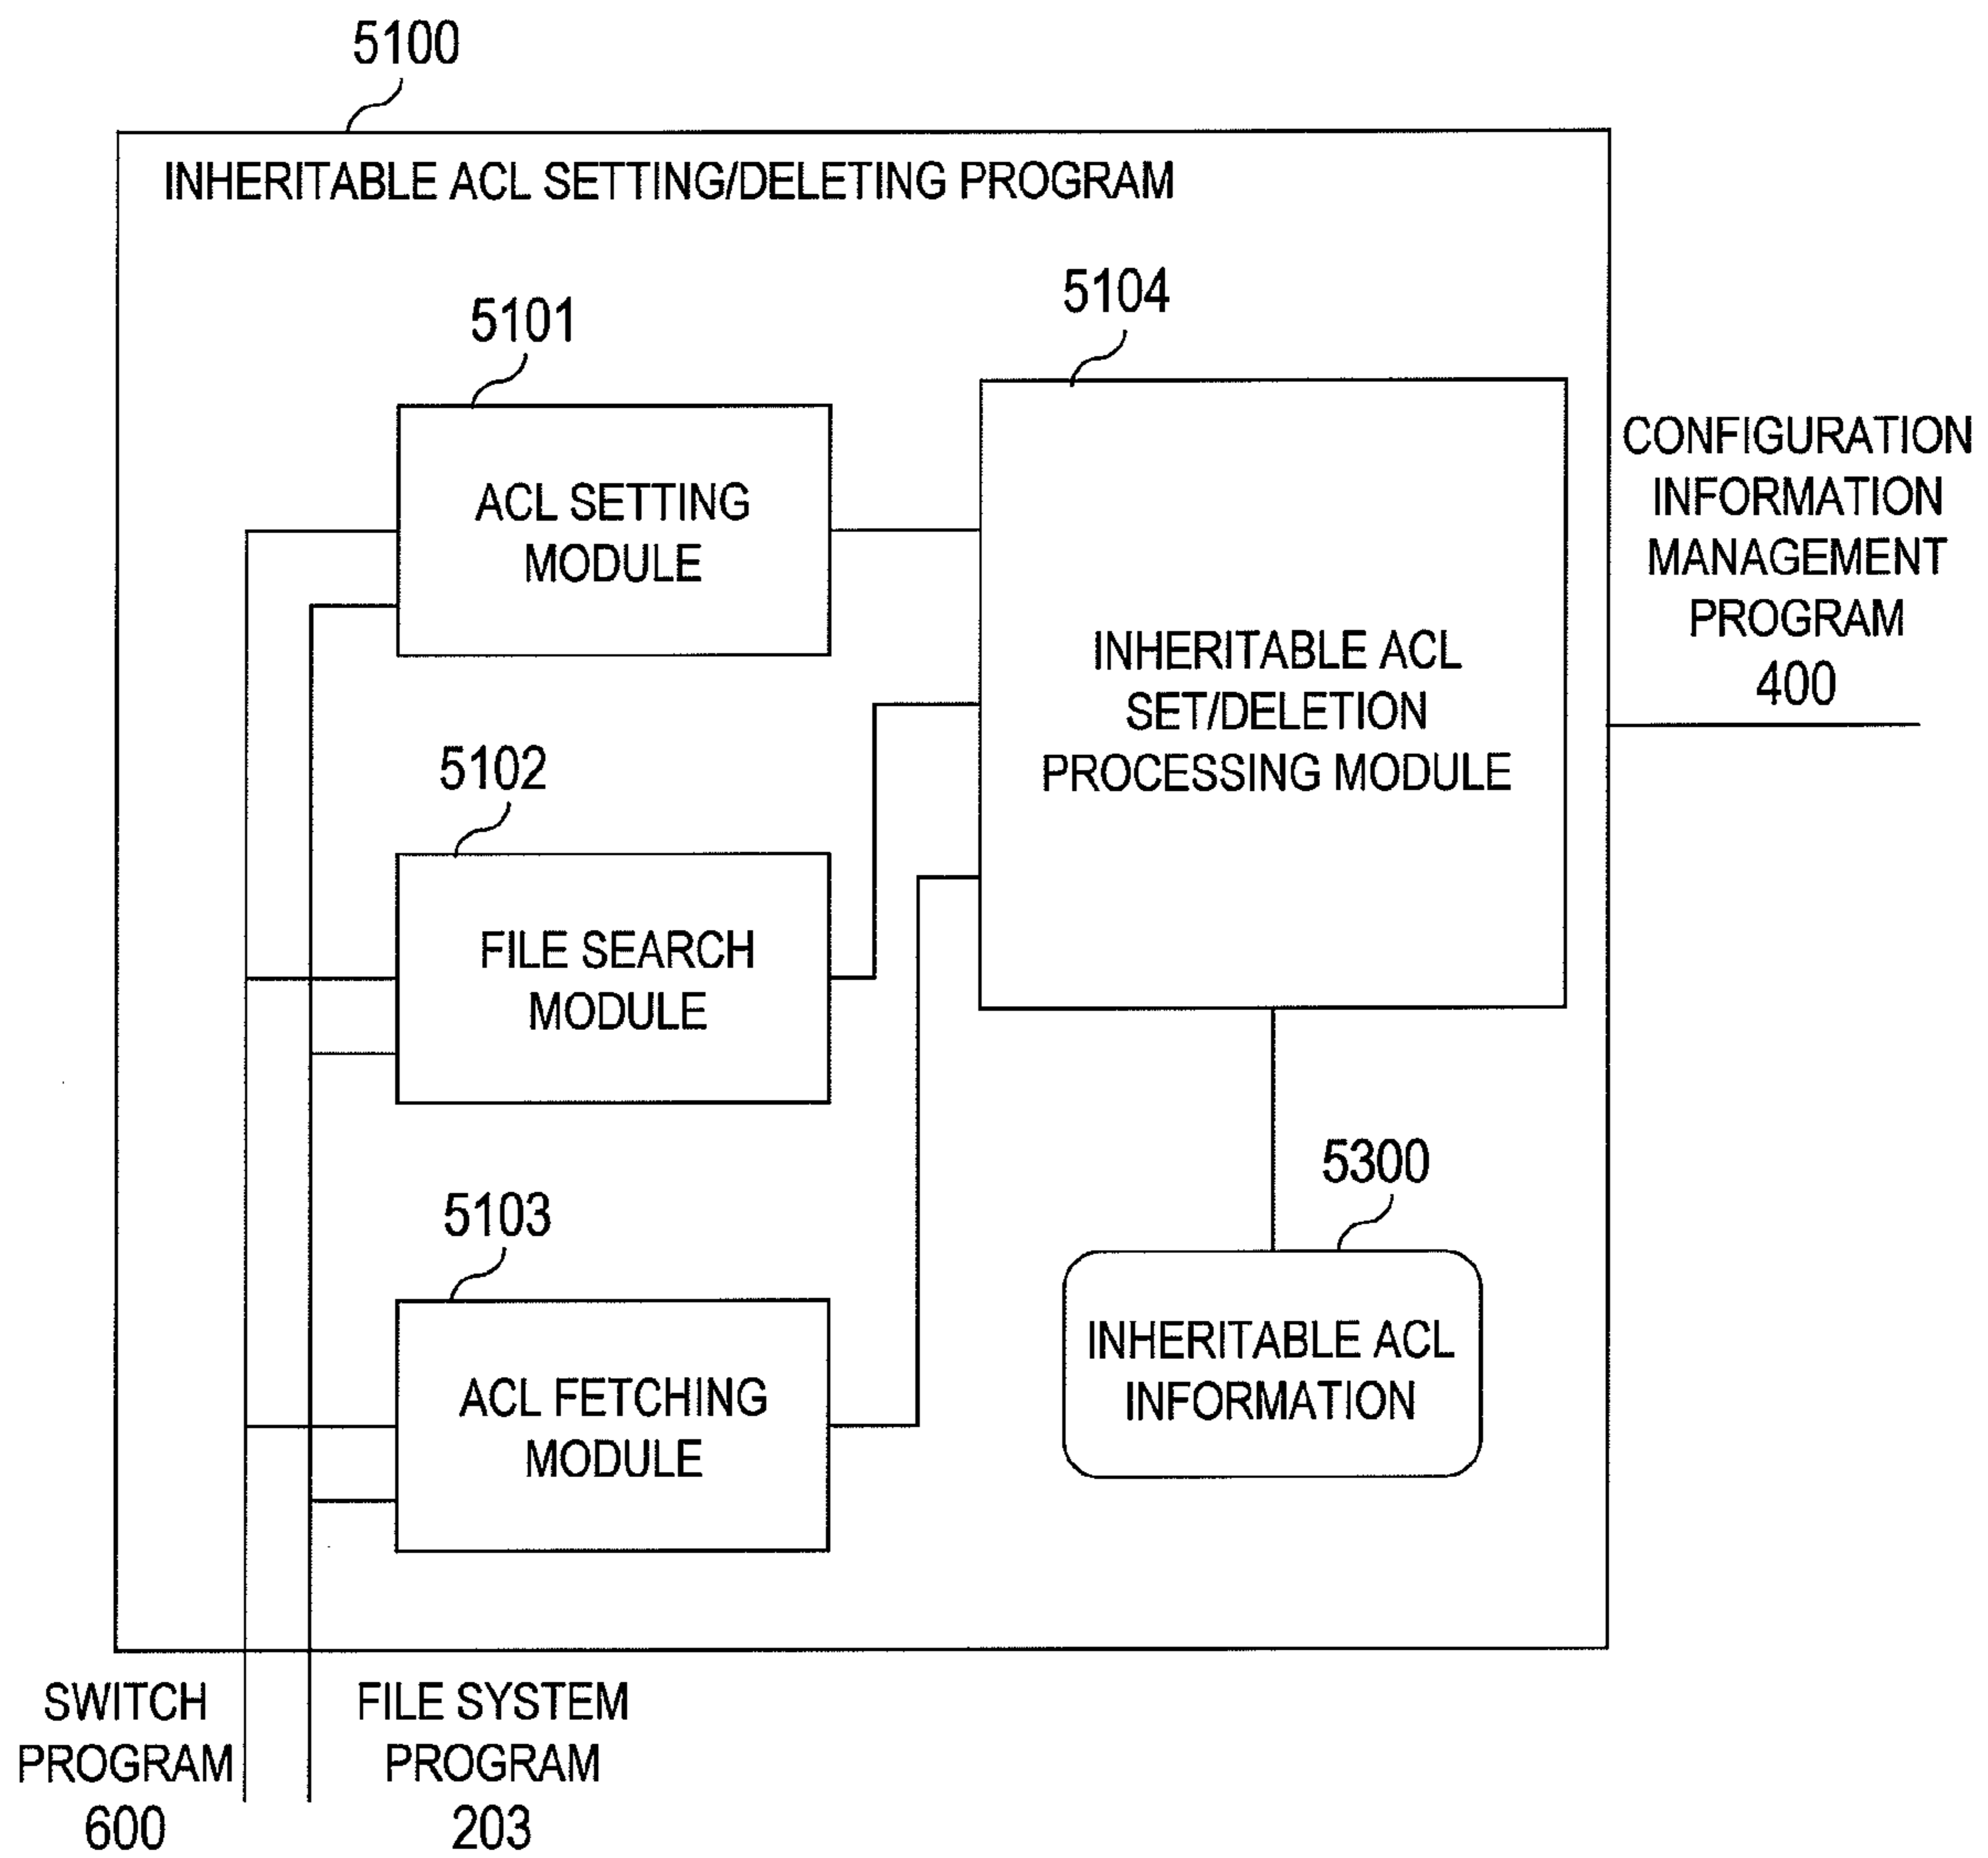 5100
INHERITABLE ACL SETTING/DELETING PROGRAM
5101
ACL SETTING
MODULE
5104
INHERITABLE ACL
SET/DELETION
PROCESSING MODULE
CONFIGURATION
INFORMATION
MANAGEMENT
PROGRAM
400
5102
FILE SEARCH
MODULE
5103
ACL FETCHING
MODULE
5300
INHERITABLE ACL
INFORMATION
SWITCH
PROGRAM
600
FILE SYSTEM
PROGRAM
203